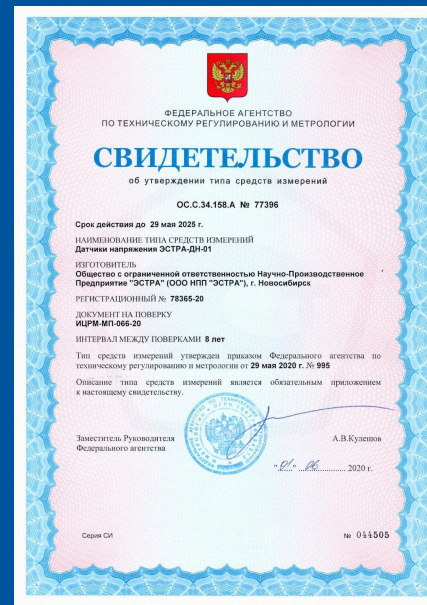 ФЕДЕРАЛЬНОЕ АГЕНТСТВО
ПО ТЕХНИЧЕСКОМУ РЕГУЛИРОВАНИЮ И МЕТРОЛОГИИ
СВИДЕТЕЛЬСТВО
об утверждении типа средств измерений
ОС.С.34.158.А № 77396
Срок действия до 29 мая 2025 г.
НАИМЕНОВАНИЕ ТИПА СРЕДСТВ ИЗМЕРЕНИЙ
Датчики напряжения ЭСТРА-ДН-01
ИЗГОТОВИТЕЛЬ
Общество с ограниченной ответственностью Научно-Производственное
Предприятие "ЭСТРА" (ООО НПП "ЭСТРА"), г. Новосибирск
РЕГИСТРАЦИОННЫЙ № 78365-20
ДОКУМЕНТ НА ПОВЕРКУ
ИЦРМ-МП-066-20
ИНТЕРВАЛ МЕЖДУ ПОВЕРКАМИ 8 лет
Тип средств измерений утвержден приказом Федерального агентства по
техническому регулированию и метрологии от 29 мая 2020 г. № 995
Описание типа средств измерений является обязательным приложением
к настоящему свидетельству.
Заместитель Руководителя
Федерального агентства
А.В.Кулешов
"01" 06 2020 г.
Серия СИ
№ 044505